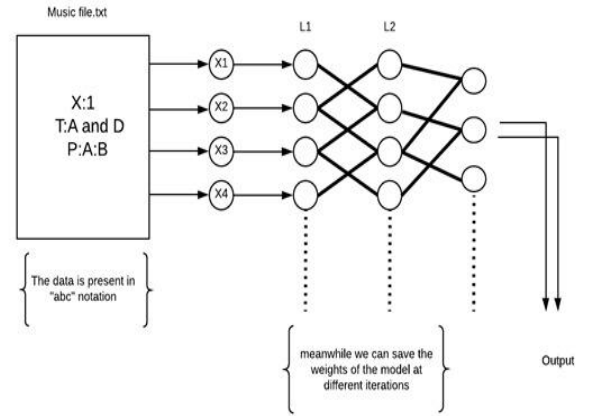 Music file.txt
L1
L2
X:1
T:A and D
P:A:B
X1
X2
X3
X4
The data is present in
"abc" notation
meanwhile we can save the
weights of the model at
different iterations
Output